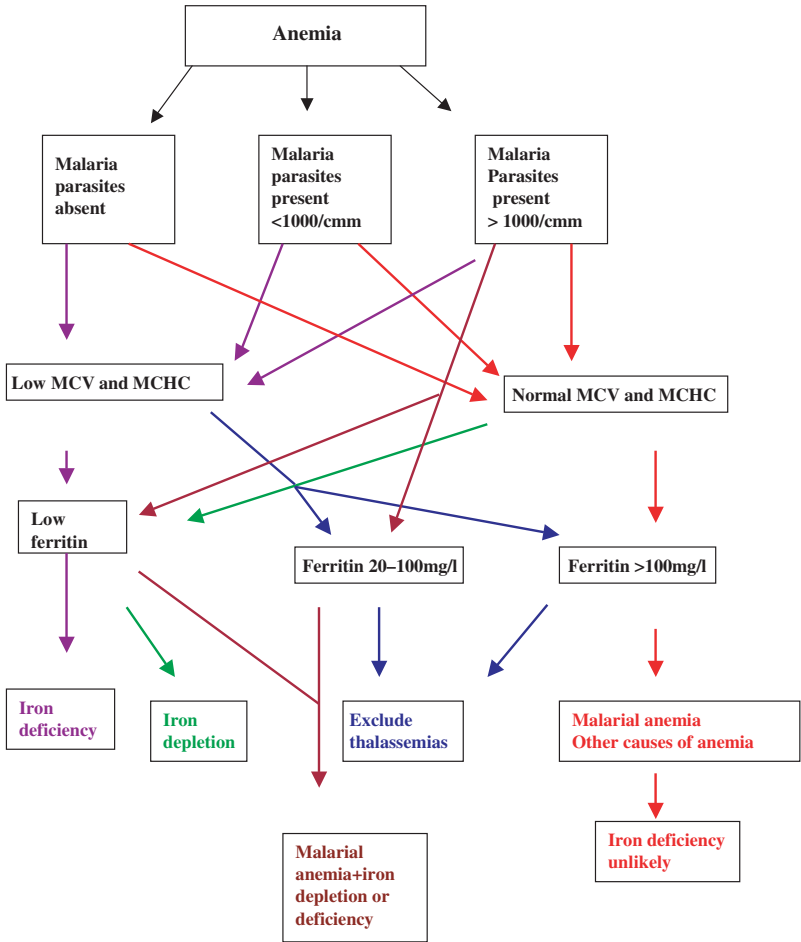 Anemia
Malaria
parasites
absent
Malaria
parasites
present
<1000/cmm
Malaria
Parasites
present
> 1000/cmm
Low MCV and MCHC
Normal MCV and MCHC
Low
ferritin
Ferritin 20–100mg/l
Ferritin >100mg/l
Iron
deficiency
Iron
depletion
Exclude
thalassemias
Malarial anemia
Other causes of anemia
Malarial
anemia+iron
depletion or
deficiency
Iron deficiency
unlikely